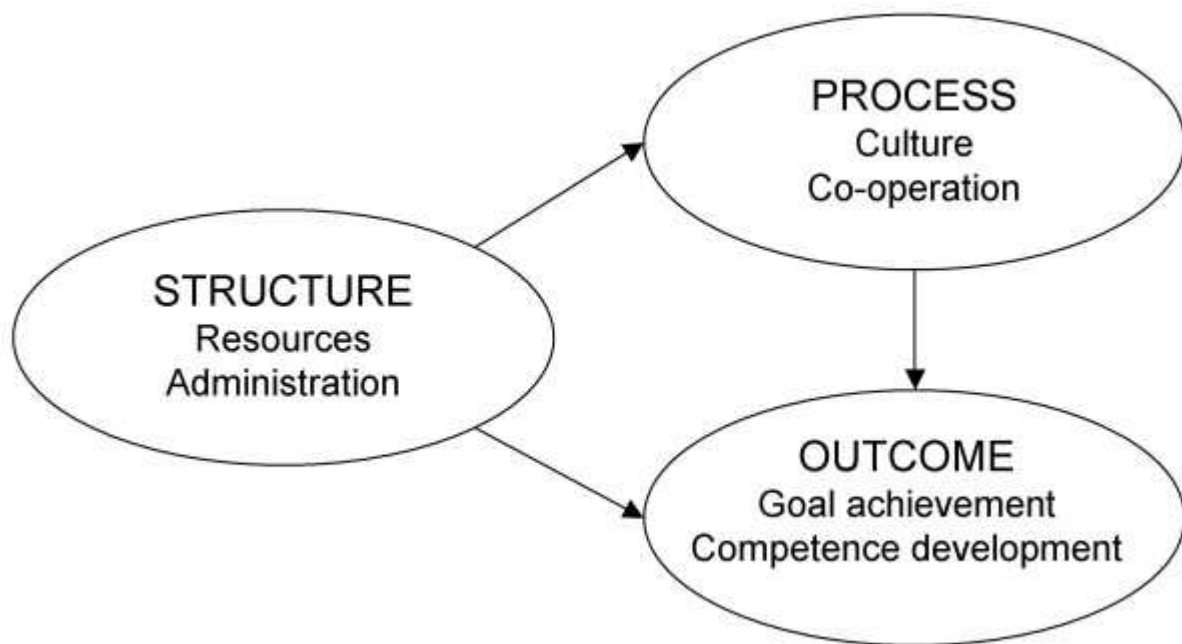 PROCESS
Culture
Co-operation
STRUCTURE
Resources
Administration
OUTCOME
Goal achievement
Competence development